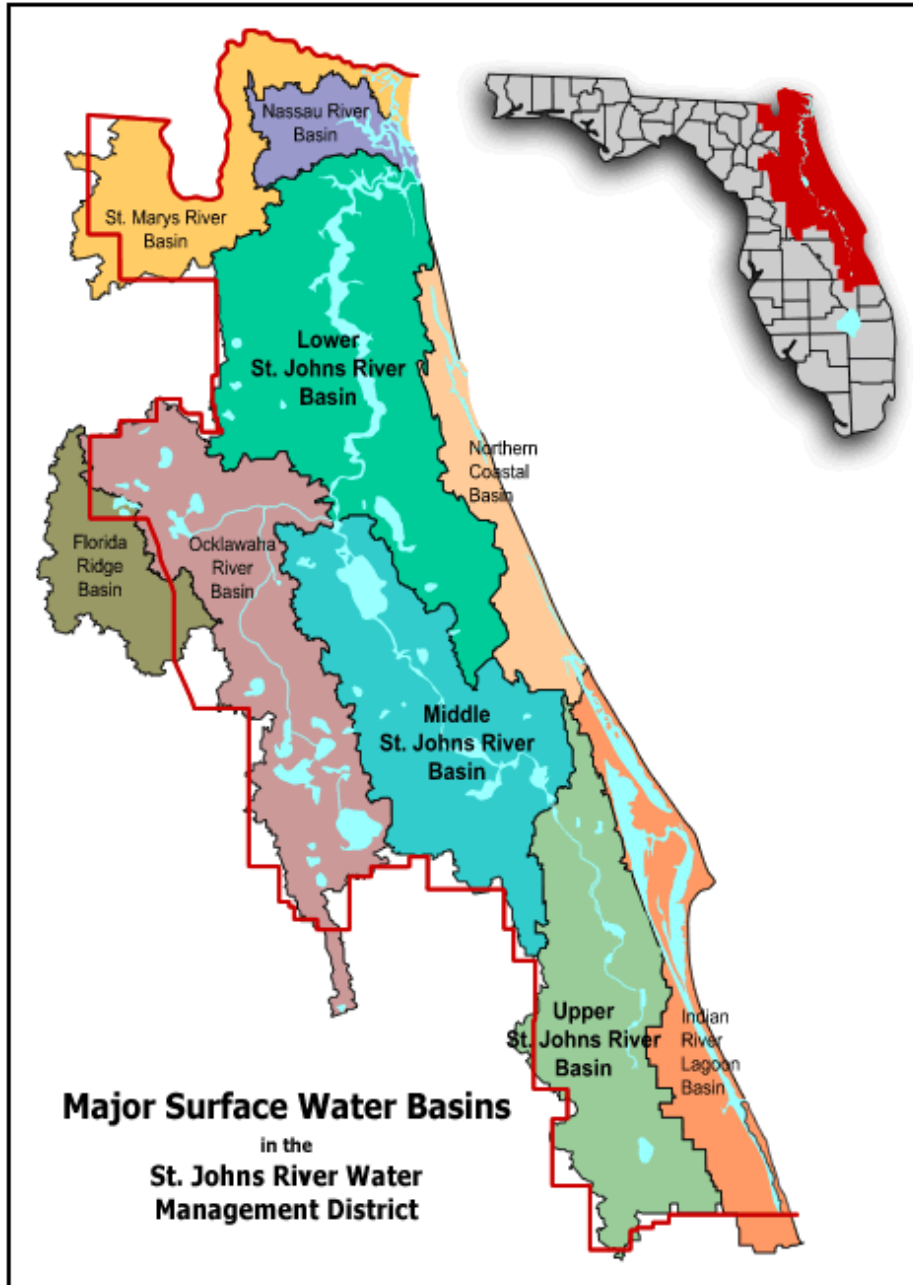 Nassau River
Basin
St. Marys River
Basin
Lower
St. Johns River
Basin
Northern
Coastal
Basin
Florida
Ridge
Basin
Ocklawaha
River
Basin
Middle
St. Johns River
Basin
Upper
St. Johns River
Basin
Indian
River
Lagoon
Basin
Major Surface Water Basins
in the
St. Johns River Water
Management District